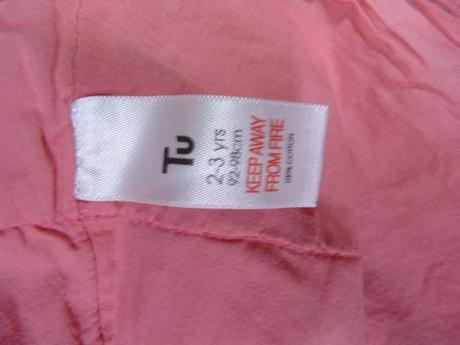 Tu
2-3 yrs
92-98cm
KEEP AWAY
FROM FIRE
100% COTTON